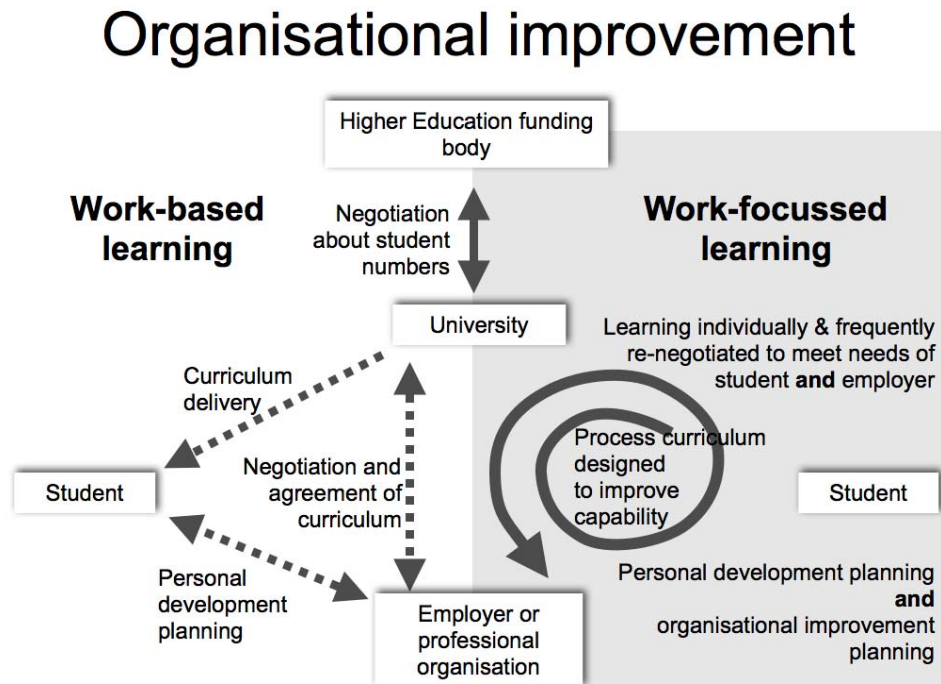 Organisational improvement
Higher Education funding
body
Work-based
learning
Negotiation
about student
numbers
Work-focussed
learning
University
Learning individually & frequently
re-negotiated to meet needs of
student and employer
Curriculum
delivery
Process curriculum
designed
to improve
capability
Negotiation and
agreement of
curriculum
Student
Student
Personal
development
planning
Employer or
professional
organisation
Personal development planning
and
organisational improvement
planning